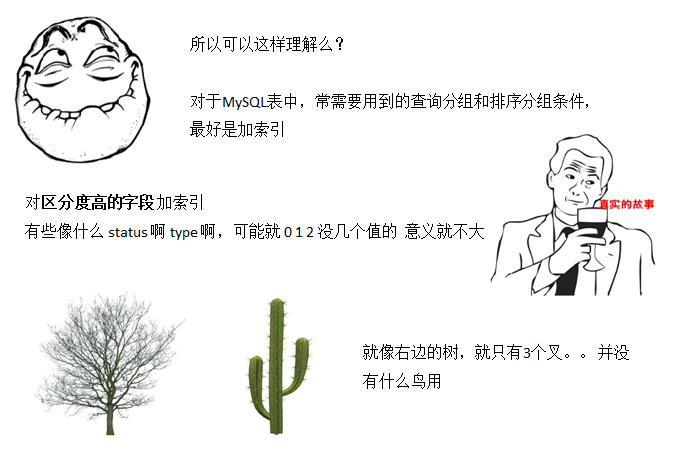 所以可以这样理解么？
对于MySQL表中，常需要用到的查询分组和排序分组条件，
最好是加索引
真实的故事
对区分度高的字段加索引
有些像什么 status 啊 type 啊，可能就 0 1 2 没几个值的 意义就不大
就像右边的树，就只有3个叉。。并没
有什么鸟用